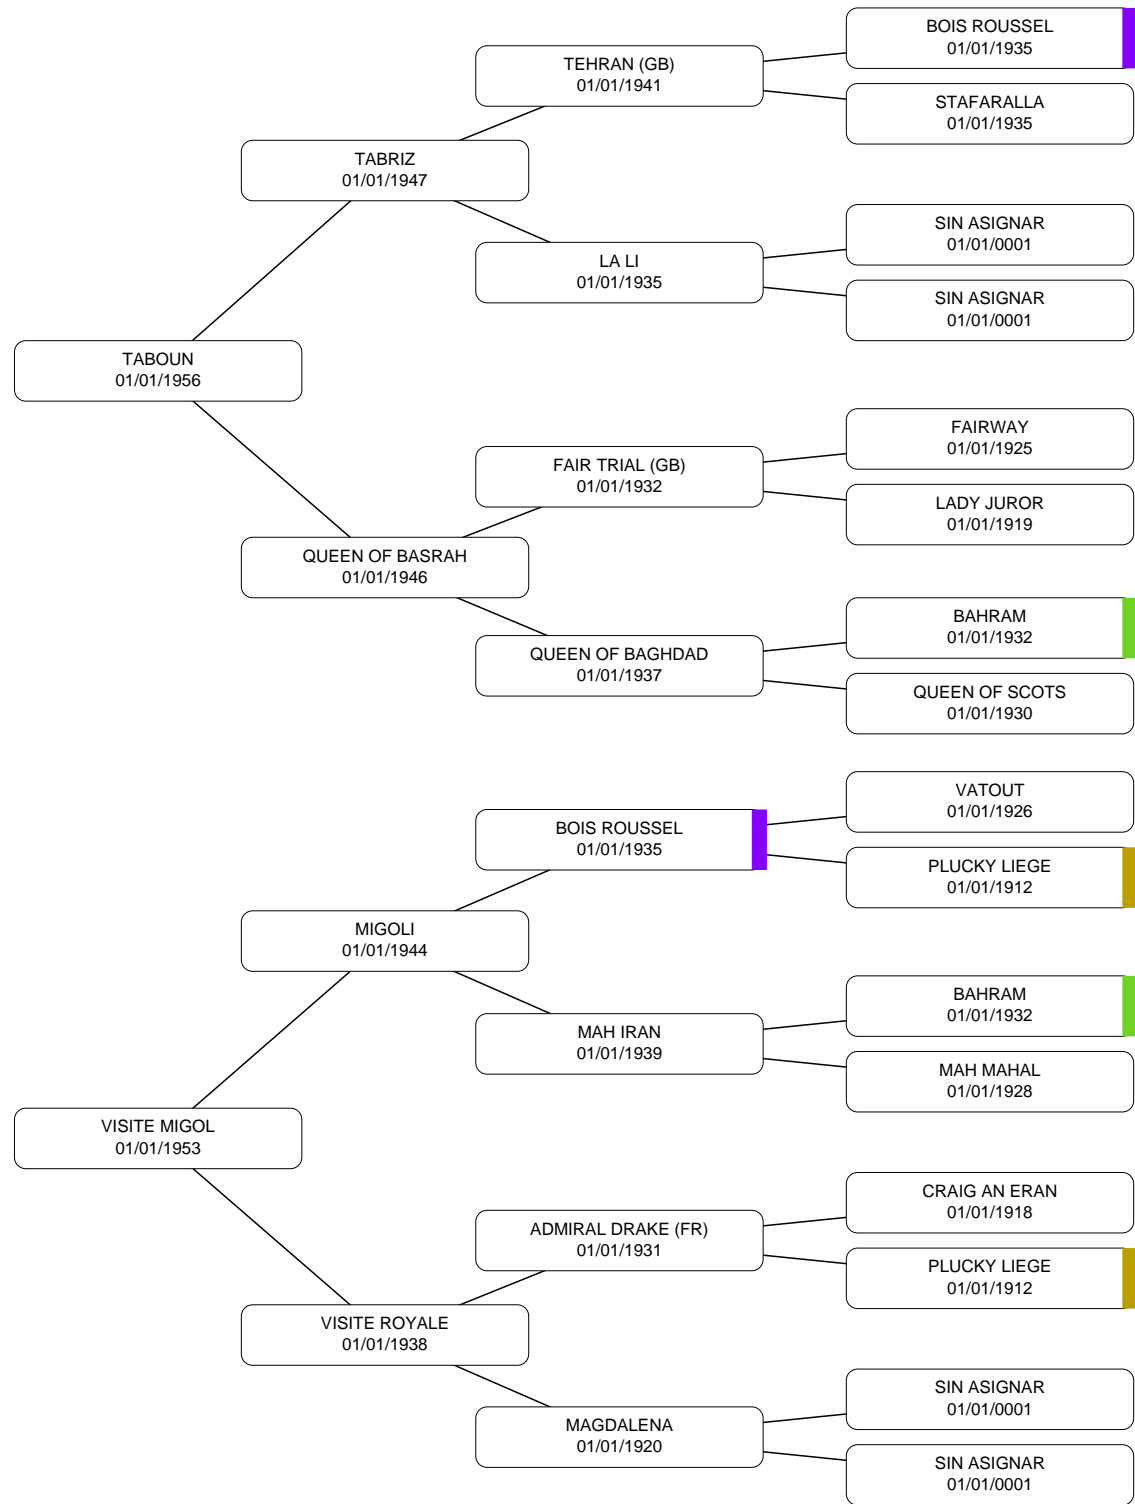 BOIS ROUSSEL
01/01/1935
TEHRAN (GB)
01/01/1941
STAFARALLA
01/01/1935
TABRIZ
01/01/1947
SIN ASIGNAR
01/01/0001
LA LI
01/01/1935
SIN ASIGNAR
01/01/0001
TABOUN
01/01/1956
FAIRWAY
01/01/1925
FAIR TRIAL (GB)
01/01/1932
LADY JUROR
01/01/1919
QUEEN OF BASRAH
01/01/1946
BAHRAM
01/01/1932
QUEEN OF BAGHDAD
01/01/1937
QUEEN OF SCOTS
01/01/1930
VATOUT
01/01/1926
BOIS ROUSSEL
01/01/1935
PLUCKY LIEGE
01/01/1912
MIGOLI
01/01/1944
BAHRAM
01/01/1932
MAH IRAN
01/01/1939
MAH MAHAL
01/01/1928
VISITE MIGOL
01/01/1953
CRAIG AN ERAN
01/01/1918
ADMIRAL DRAKE (FR)
01/01/1931
PLUCKY LIEGE
01/01/1912
VISITE ROYALE
01/01/1938
SIN ASIGNAR
01/01/0001
MAGDALENA
01/01/1920
SIN ASIGNAR
01/01/0001